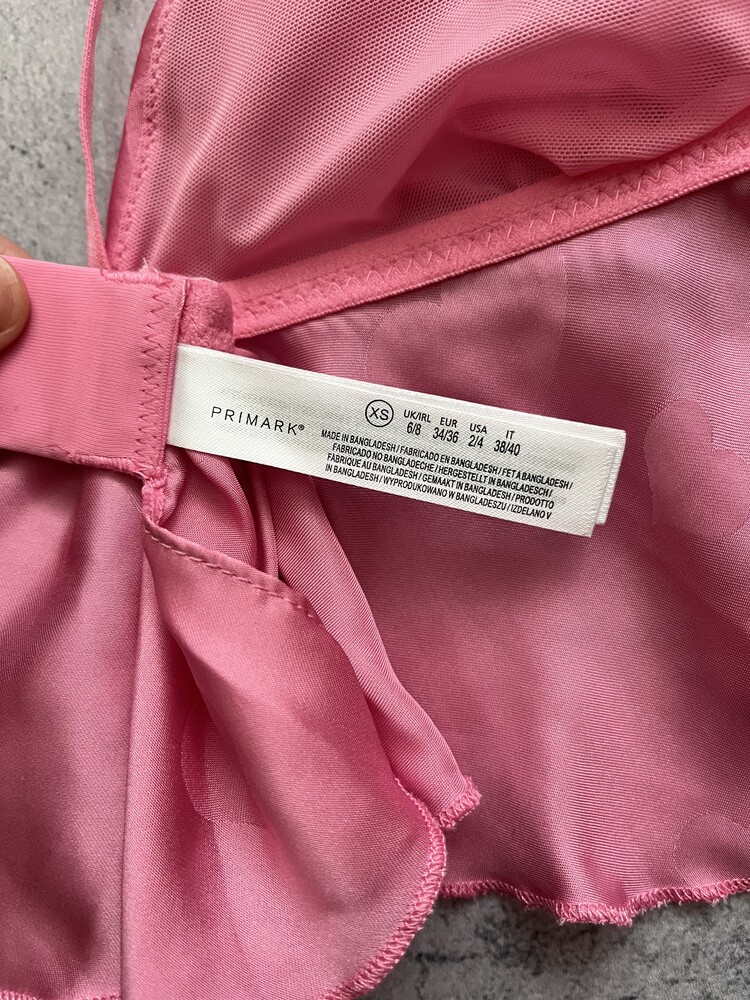 PRIMARK®
XS
UK/IRL EUR USA IT
6/8 34/36 2/4 38/40
MADE IN BANGLADESH / FABRICADO EN BANGLADESH / FET À BANGLADESH /
FABRICADO NO BANGLADECHE / HERGESTELLT IN BANGLADESCH /
FABRIQUE AU BANGLADESH / GEMAAKT IN BANGLADESH / PRODOTTO
IN BANGLADESH / WYPRODUKOWANO W BANGLADESZU / IZDELANO V